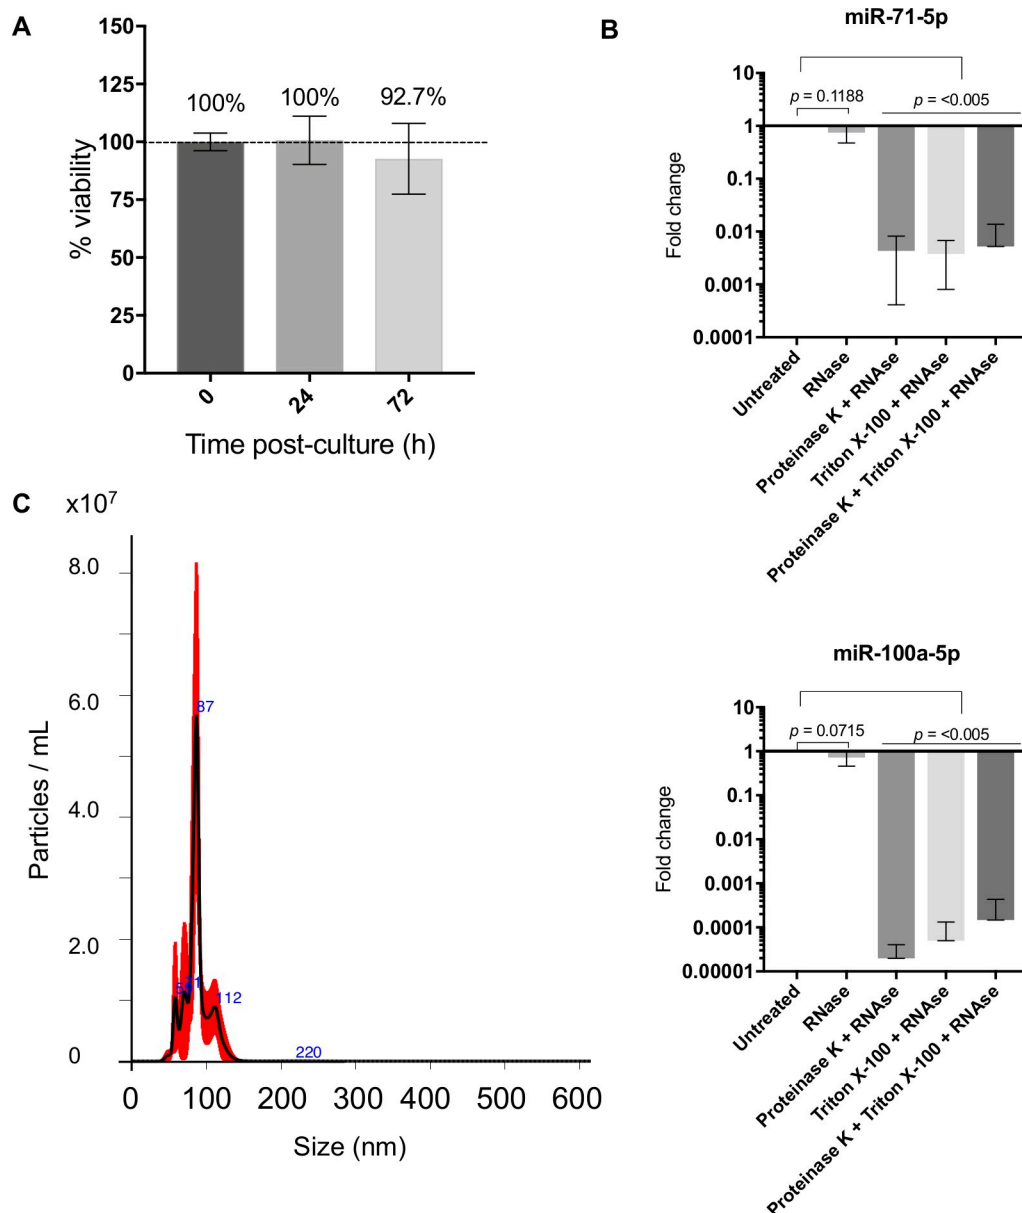 A
150
125
100
75
50
25
0
% viability
100%
100%
92.7%
0
24
72
Time post-culture (h)
B
miR-71-5p
10
1
0.1
0.01
0.001
0.0001
Fold change
p = 0.1188
p = <0.005
Untreated
RNase
Proteinase K + RNAse
Triton X-100 + RNAse
Proteinase K + Triton X-100 + RNAse
C
x10⁷
8.0
6.0
4.0
2.0
0
Particles / mL
87
112
220
0 100 200 300 400 500 600
Size (nm)
miR-100a-5p
10
1
0.1
0.01
0.001
0.0001
0.00001
Fold change
p = 0.0715
p = <0.005
Untreated
RNase
Proteinase K + RNAse
Triton X-100 + RNAse
Proteinase K + Triton X-100 + RNAse